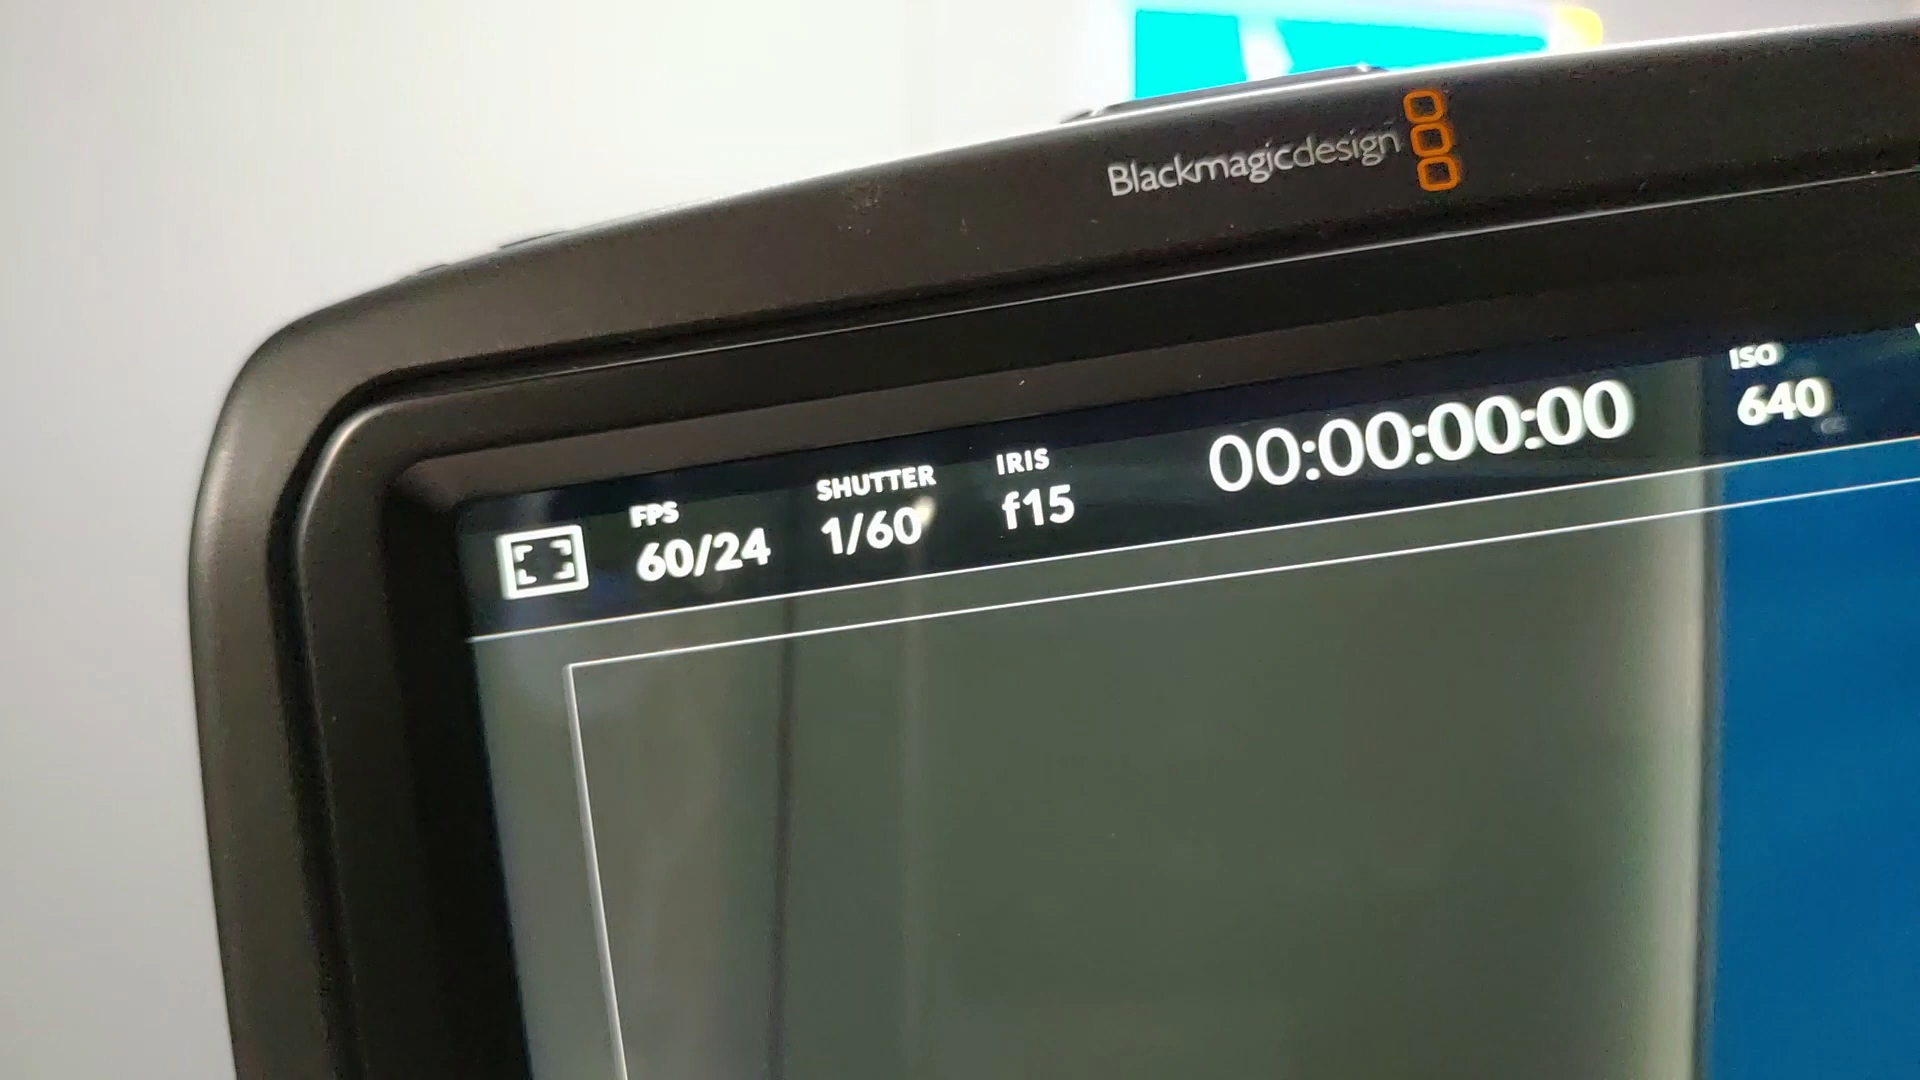 Blackmagicdesign
FPS
60/24
SHUTTER
1/60
IRIS
f15
00:00:00:00
ISO
640